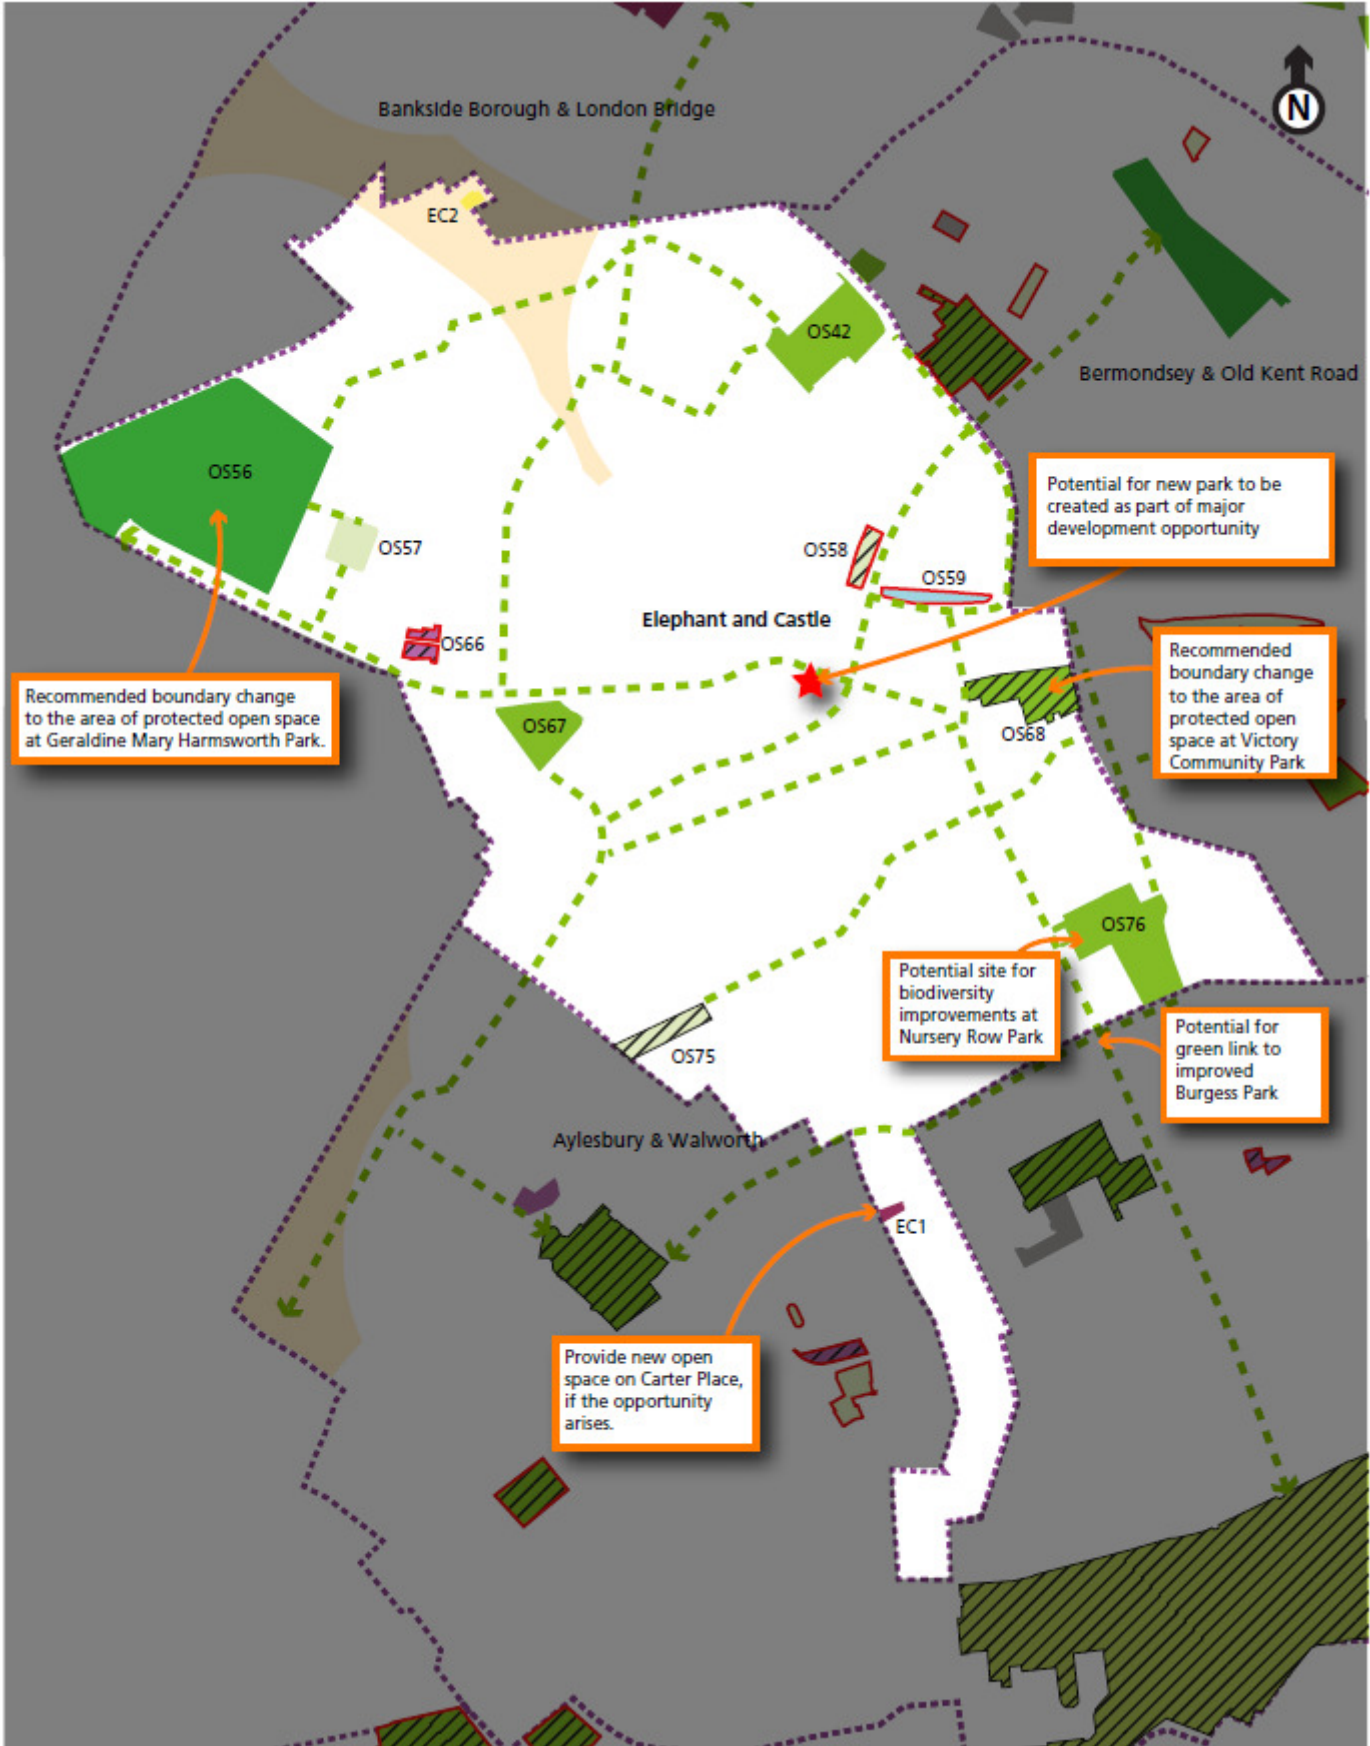 Bankside Borough & London Bridge
N
EC2
OS42
Bermondsey & Old Kent Road
OS56
Potential for new park to be
created as part of major
development opportunity
OS57
OS58
OS59
Elephant and Castle
OS66
Recommended
boundary change
to the area of
protected open
space at Victory
Community Park
Recommended boundary change
to the area of protected open space
at Geraldine Mary Harmsworth Park.
OS67
OS68
OS76
Potential site for
biodiversity
improvements at
Nursery Row Park
Potential for
green link to
improved
Burgess Park
OS75
Aylesbury & Walworth
EC1
Provide new open
space on Carter Place,
if the opportunity
arises.